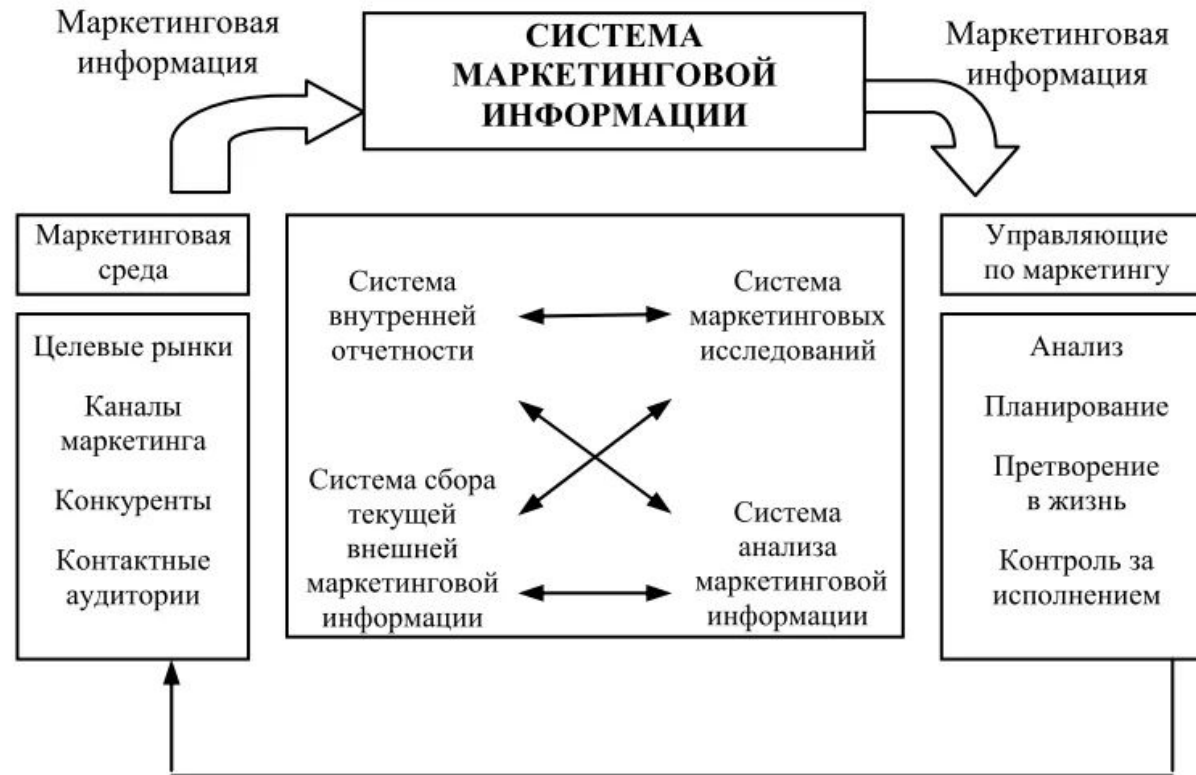 Маркетинговая
информация
СИСТЕМА
МАРКЕТИНГОВОЙ
ИНФОРМАЦИИ
Маркетинговая
информация
Маркетинговая
среда
Целевые рынки
Каналы
маркетинга
Конкуренты
Контактные
аудитории
Система
внутренней
отчетности
Система
маркетинговых
исследований
Система сбора
текущей
внешней
маркетинговой
информации
Система
анализа
маркетинговой
информации
Управляющие
по маркетингу
Анализ
Планирование
Претворение
в жизнь
Контроль за
исполнением